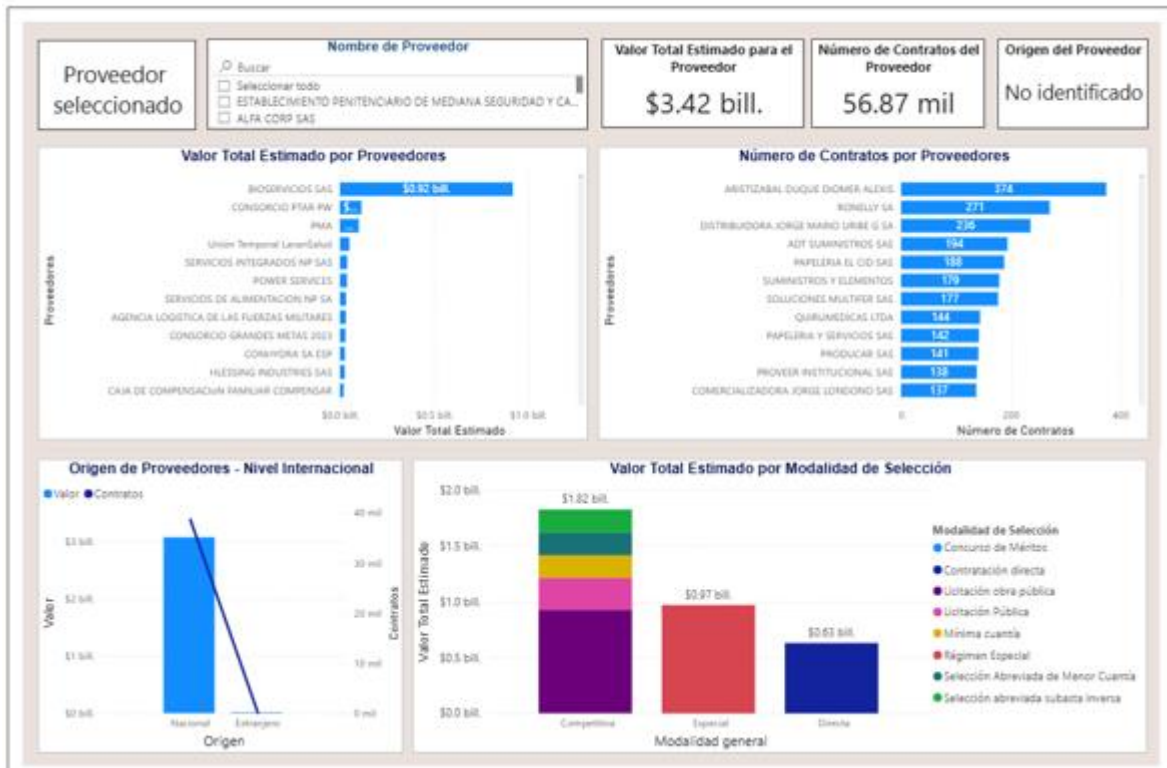 Proveedor
seleccionado
Nombre de Proveedor
Buscar
Seleccionar todo
ESTABLECIMIENTO PENITENCIARIO DE MEDIANA SEGURIDAD Y CA...
ALFA CORP SAS
Valor Total Estimado para el
Proveedor
$3.42 bill.
Número de Contratos del
Proveedor
56.87 mil
Origen del Proveedor
No identificado
Valor Total Estimado por Proveedores
Proveedores
BIOSERVICIOS SAS
$0.92 bill.
CONSORCIO PTAR PW
$...
PMA
...
Unión Temporal
SERVICIOS INTEGRADOS NP SAS
POWER SERVICES
SERVICIOS DE ALIMENTACION NP SA
AGENCIA LOGISTICA DE LAS FUERZAS MILITARES
CONSORCIO GRANDES METAS 2023
SA ESP
INDUSTRIES SAS
CAJA DE FAMILIAR COMPENSAR
$0.0 bill.
$0.5 bill.
$1.0 bill.
Valor Total Estimado
Número de Contratos por Proveedores
Proveedores
ARISTIZABAL DUQUE DIOMER ALEXIS
374
RONELLY SA
271
DISTRIBUIDORA JORGE MARIO URIBE G SA
236
ADT SUMINISTROS SAS
194
PAPELERIA EL CID SAS
188
SUMINISTROS Y ELEMENTOS
179
SOLUCIONES MULTIFER SAS
177
QUIRUMEDICAS LTDA
144
PAPELERIA Y SERVICIOS SAS
142
PRODUCAR SAS
141
PROVEER INSTITUCIONAL SAS
138
COMERCIALIZADORA JORGE LONDONO SAS
137
0
200
400
Número de Contratos
Origen de Proveedores - Nivel Internacional
Valor
Contratos
Valor
$3 bill.
$2 bill.
$1 bill.
$0 bill.
40 mil
30 mil
20 mil
10 mil
0 mil
Contratos
Nacional
Extranjero
Origen
Valor Total Estimado por Modalidad de Selección
Valor Total Estimado
$2.0 bill.
$1.5 bill.
$1.0 bill.
$0.5 bill.
$0.0 bill.
$1.82 bill.
$0.97 bill.
$0.63 bill.
Competitiva
Especial
Directa
Modalidad general
Modalidad de Selección
Concurso de Méritos
Contratación directa
Licitación obra pública
Licitación Pública
Mínima cuantía
Régimen Especial
Selección Abreviada de Menor Cuantía
Selección abreviada subasta inversa